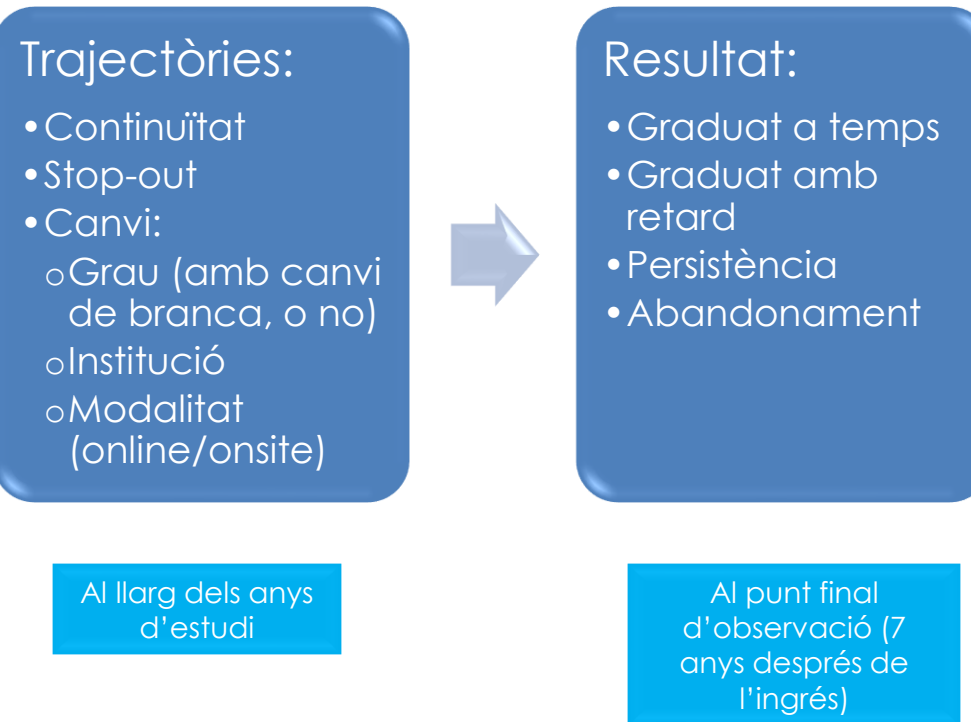 Trajectòries:
•Continuïtat
•Stop-out
•Canvi:
oGrau (amb canvi
de branca, o no)
oInstitució
oModalitat
(online/onsite)
Resultat:
•Graduat a temps
•Graduat amb
retard
•Persistència
•Abandonament
Al llarg dels anys
d’estudi
Al punt final
d’observació (7
anys després de
l’ingrés)